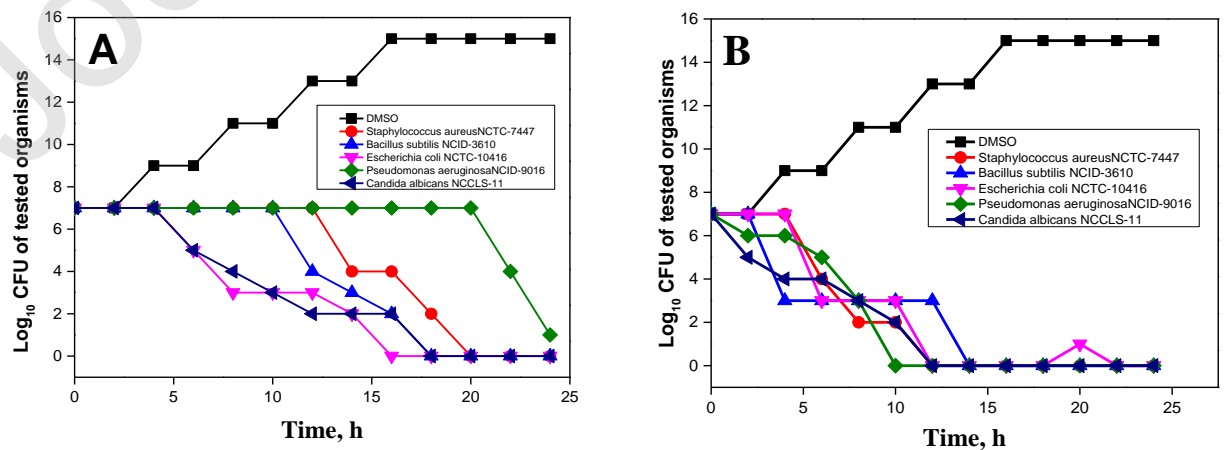 Jo
A
16
14
12
10
8
6
4
2
0
Log₁₀ CFU of tested organisms
DMSO
Staphylococcus aureusNCTC-7447
Bacillus subtilis NCID-3610
Escherichia coli NCTC-10416
Pseudomonas aeruginosaNCID-9016
Candida albicans NCCLS-11
0 5 10 15 20 25
Time, h
B
16
14
12
10
8
6
4
2
0
Log₁₀ CFU of tested organisms
DMSO
Staphylococcus aureusNCTC-7447
Bacillus subtilis NCID-3610
Escherichia coli NCTC-10416
Pseudomonas aeruginosaNCID-9016
Candida albicans NCCLS-11
0 5 10 15 20 25
Time, h